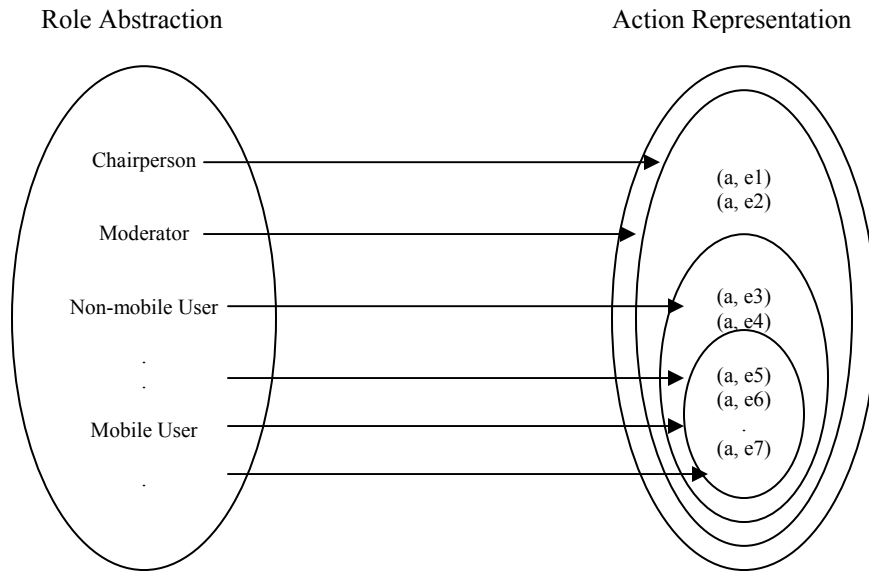 Role Abstraction
Action Representation
Chairperson
Moderator
Non-mobile User
.
.
Mobile User
.
(a, e1)
(a, e2)
(a, e3)
(a, e4)
(a, e5)
(a, e6)
.
(a, e7)